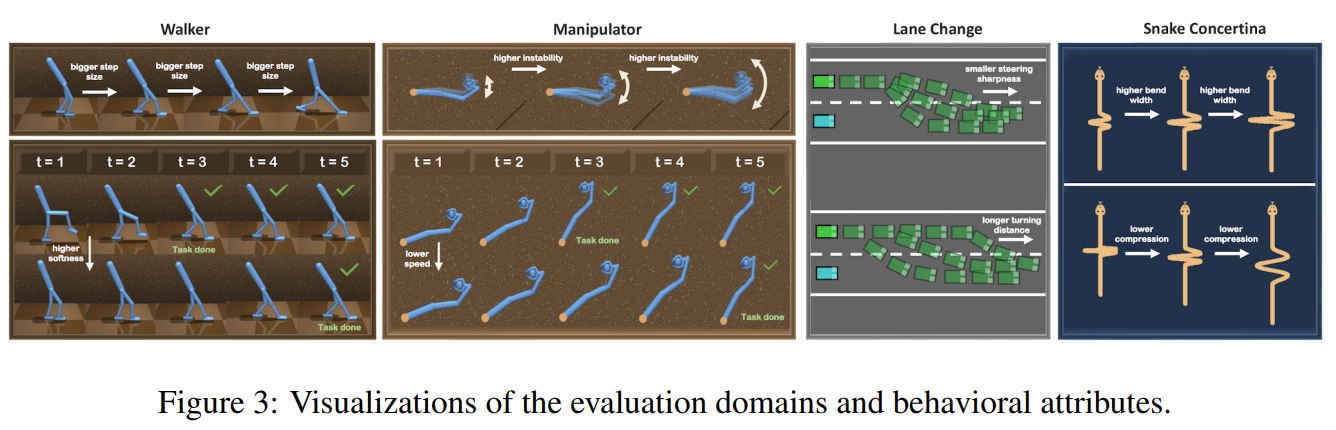 Walker
bigger step
size
bigger step
size
bigger step
size
t = 1
t = 2
t = 3
t = 4
t = 5
Task done
higher
softness
Task done
Manipulator
higher instability
higher instability
t = 1
t = 2
t = 3
t = 4
t = 5
Task done
lower
speed
Task done
Lane Change
smaller steering
sharpness
longer turning
distance
Snake Concertina
higher bend
width
higher bend
width
lower
compression
lower
compression
Figure 3: Visualizations of the evaluation domains and behavioral attributes.